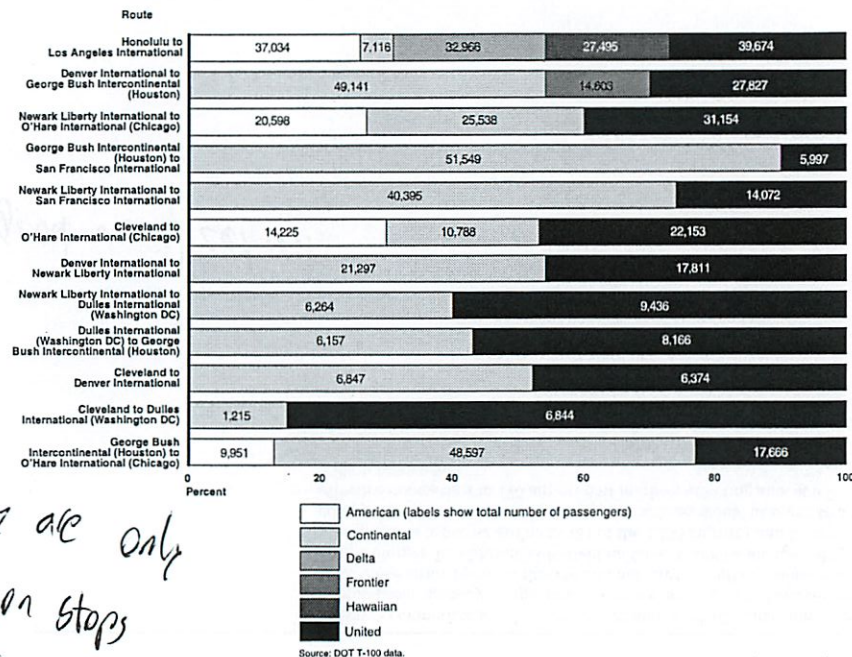 Route
Honolulu to
Los Angeles International
37,034 7,116 32,968 27,495 39,674
Denver International to
George Bush Intercontinental
(Houston)
49,141 14,603 27,827
Newark Liberty International to
O'Hare International (Chicago)
20,598 25,538 31,154
George Bush Intercontinental
(Houston) to
San Francisco International
51,549 5,997
Newark Liberty International to
San Francisco International
40,395 14,072
Cleveland to
O'Hare International (Chicago)
14,225 10,788 22,153
Denver International to
Newark Liberty International
21,297 17,811
Newark Liberty International to
Dulles International
(Washington DC)
6,264 9,436
Dulles International
(Washington DC) to George
Bush Intercontinental (Houston)
6,157 8,166
Cleveland to
Denver International
6,847 6,374
Cleveland to Dulles
International (Washington DC)
1,215 6,844
George Bush
Intercontinental (Houston) to
O'Hare International (Chicago)
9,951 48,597 17,666
0 20 40 60 80 100
Percent
American (labels show total number of passengers)
Continental
Delta
Frontier
Hawaiian
United
Source: DOT T-100 data.
are only
stops